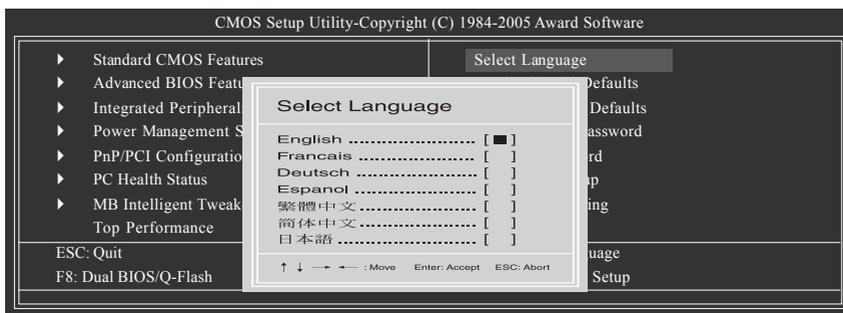 CMOS Setup Utility-Copyright (C) 1984-2005 Award Software
Standard CMOS Features
Advanced BIOS Featu
Integrated Peripheral
Power Management S
PnP/PCI Configuratio
PC Health Status
MB Intelligent Tweak
Top Performance
Select Language
Defaults
Defaults
assword
rd
up
ing
Select Language
English ........................... [■]
Francais ........................ [ ]
Deutsch ........................ [ ]
Espanol ......................... [ ]
繁體中文........................ [ ]
简体中文........................ [ ]
日本語 ............................ [ ]
↑ ↓ → ← : Move Enter: Accept ESC: Abort
ESC: Quit
uage
F8: Dual BIOS/Q-Flash
Setup